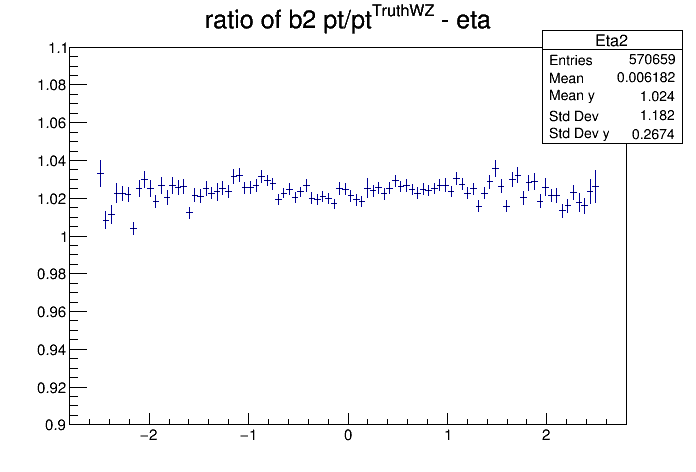 ratio of b2 pt/pt^TruthWZ - eta
Eta2
Entries 570659
Mean 0.006182
Mean y 1.024
Std Dev 1.182
Std Dev y 0.2674
1.1
1.08
1.06
1.04
1.02
1
0.98
0.96
0.94
0.92
0.9
−2 −1 0 1 2